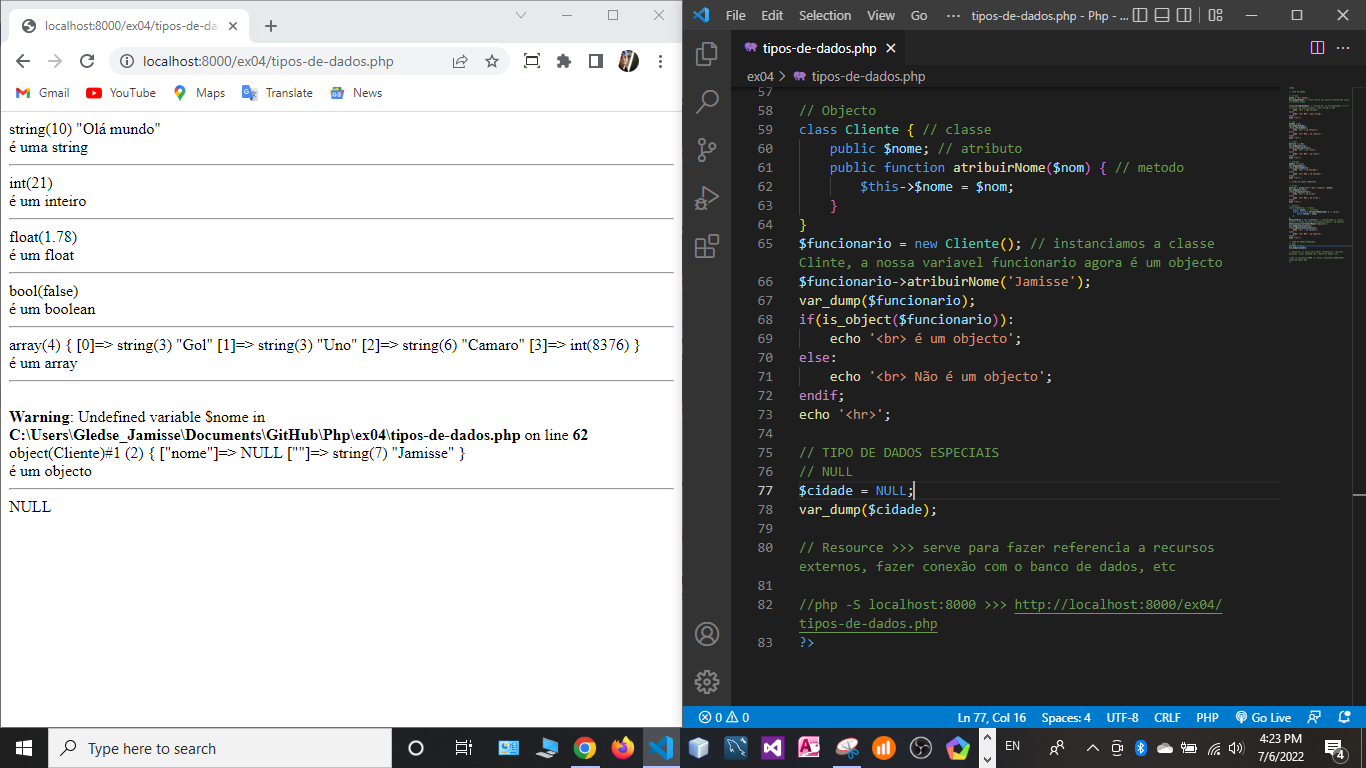 localhost:8000/ex04/tipos-de-da
localhost:8000/ex04/tipos-de-dados.php
Gmail YouTube Maps Translate News
string(10) "Olá mundo"
é uma string
int(21)
é um inteiro
float(1.78)
é um float
bool(false)
é um boolean
array(4) { [0]=> string(3) "Gol" [1]=> string(3) "Uno" [2]=> string(6) "Camaro" [3]=> int(8376) }
é um array
Warning: Undefined variable $nome in
C:\Users\Gledse_Jamisse\Documents\GitHub\Php\ex04\tipos-de-dados.php on line 62
object(Cliente)#1 (2) { ["nome"]=> NULL [""]=> string(7) "Jamisse" }
é um objecto
NULL
File Edit Selection View Go ··· tipos-de-dados.php - Php - ...
tipos-de-dados.php
ex04 > tipos-de-dados.php
57
58 // Objecto
59 class Cliente { // classe
60 public $nome; // atributo
61 public function atribuirNome($nom) { // metodo
62 $this->$nome = $nom;
63 }
64 }
65 $funcionario = new Cliente(); // instanciamos a classe
Clinte, a nossa variavel funcionario agora é um objecto
66 $funcionario->atribuirNome('Jamisse');
67 var_dump($funcionario);
68 if(is_object($funcionario)):
69 echo '<br> é um objecto';
70 else:
71 echo '<br> Não é um objecto';
72 endif;
73 echo '<hr>';
74
75 // TIPO DE DADOS ESPECIAIS
76 // NULL
77 $cidade = NULL;
78 var_dump($cidade);
79
80 // Resource >>> serve para fazer referencia a recursos
externos, fazer conexão com o banco de dados, etc
81
82 //php -S localhost:8000 >>> http://localhost:8000/ex04/
tipos-de-dados.php
83 ?>
0 0 Ln 77, Col 16 Spaces: 4 UTF-8 CRLF PHP Go Live
Type here to search
EN
4:23 PM
7/6/2022
4